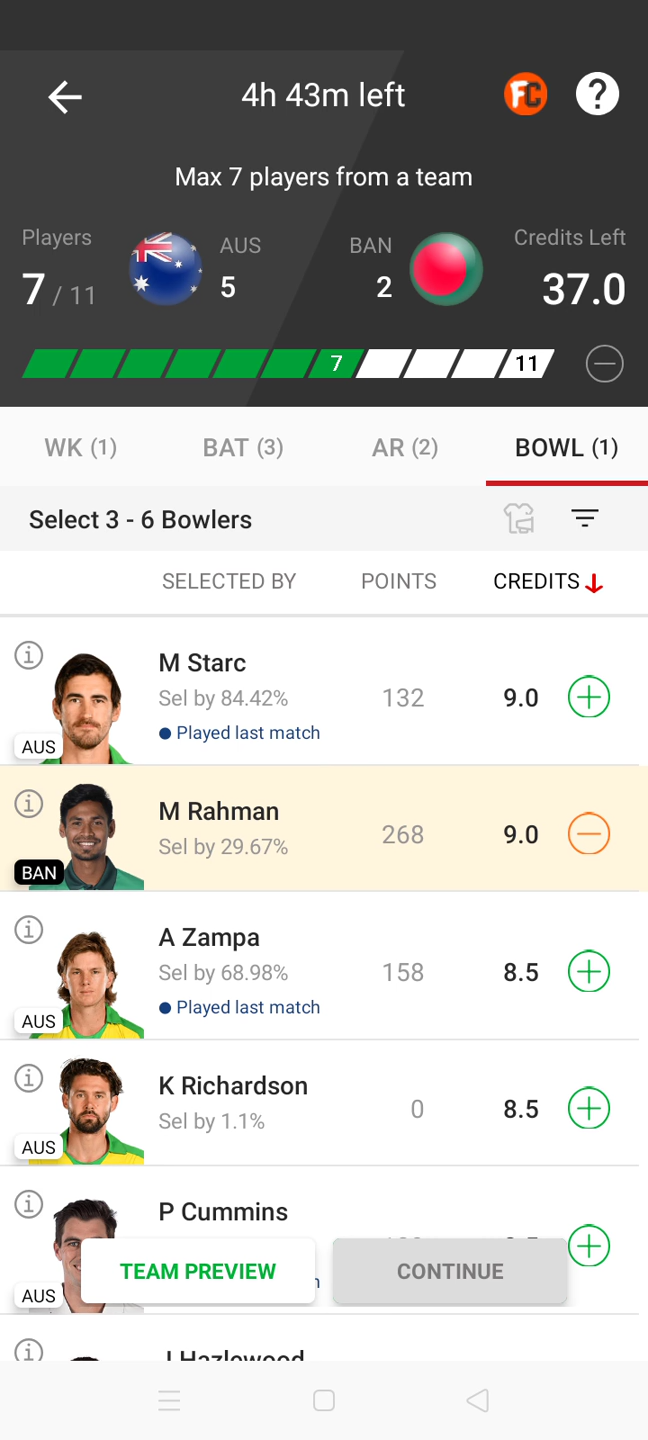 4h 43m left
FC
?
Max 7 players from a team
Players
AUS
BAN
Credits Left
7 / 11
5
2
37.0
7
11
WK (1)
BAT (3)
AR (2)
BOWL (1)
Select 3 - 6 Bowlers
SELECTED BY
POINTS
CREDITS
M Starc
Sel by 84.42%
132
9.0
Played last match
AUS
M Rahman
Sel by 29.67%
268
9.0
BAN
A Zampa
Sel by 68.98%
158
8.5
Played last match
AUS
K Richardson
Sel by 1.1%
0
8.5
AUS
P Cummins
AUS
TEAM PREVIEW
CONTINUE
J Hazlewood